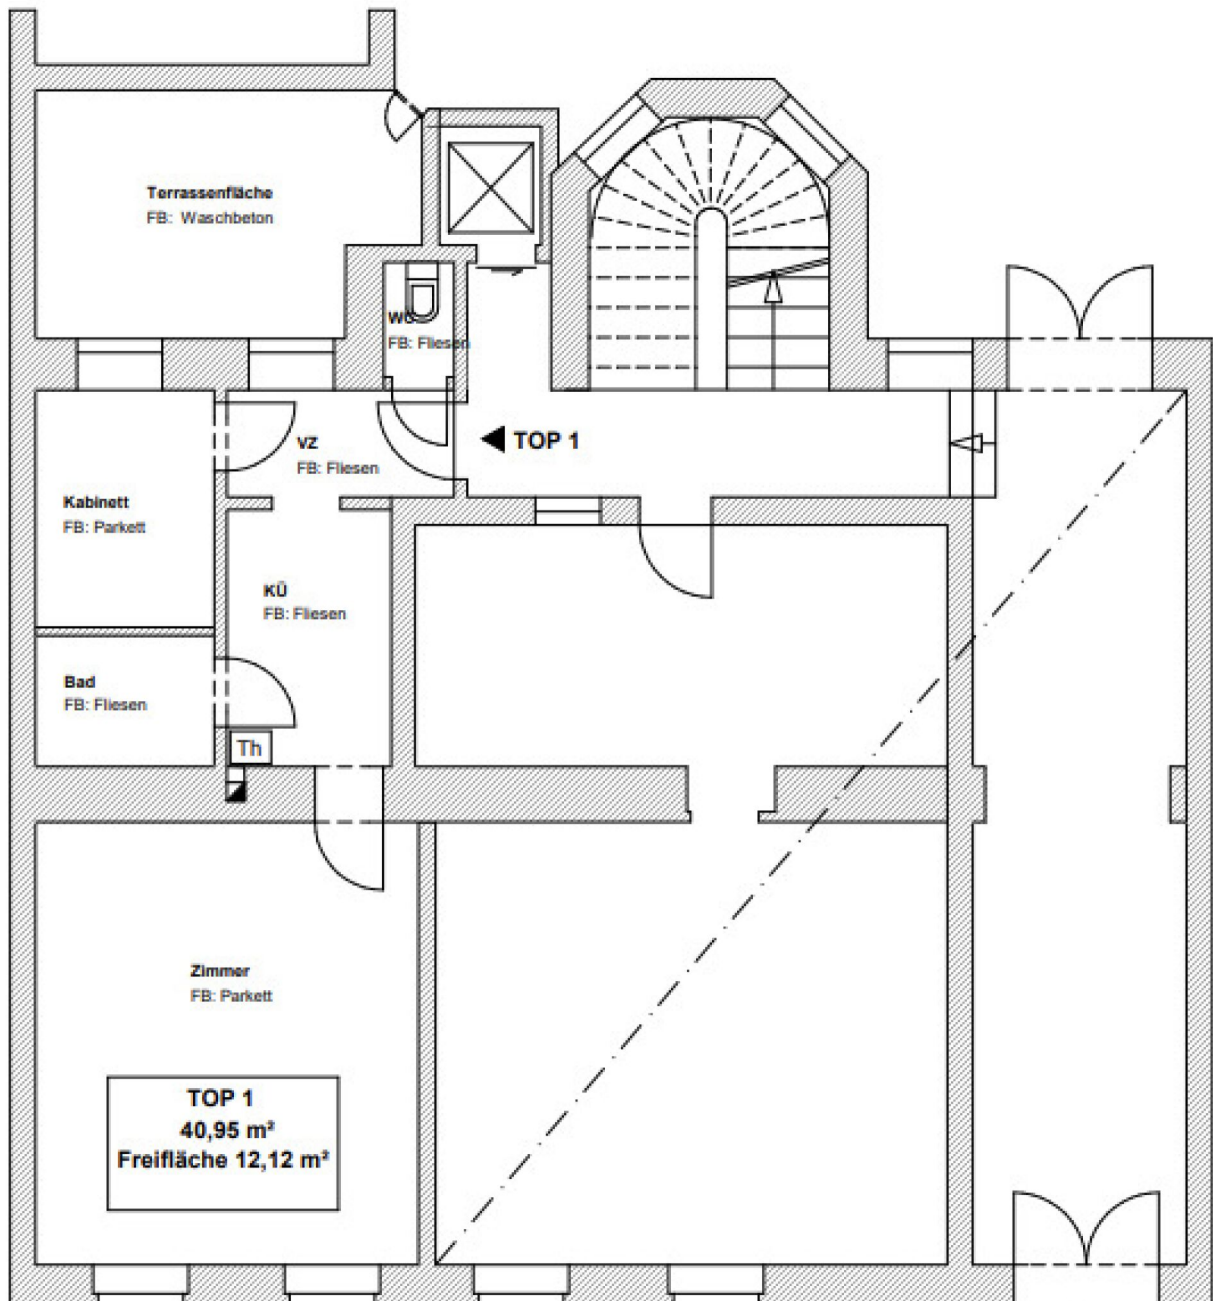 Terrassenfläche
FB: Waschbeton
WC
FB: Fliesen
VZ
FB: Fliesen
TOP 1
Kabinett
FB: Parkett
KÜ
FB: Fliesen
Bad
FB: Fliesen
Th
Zimmer
FB: Parkett
TOP 1
40,95 m²
Freifläche 12,12 m²